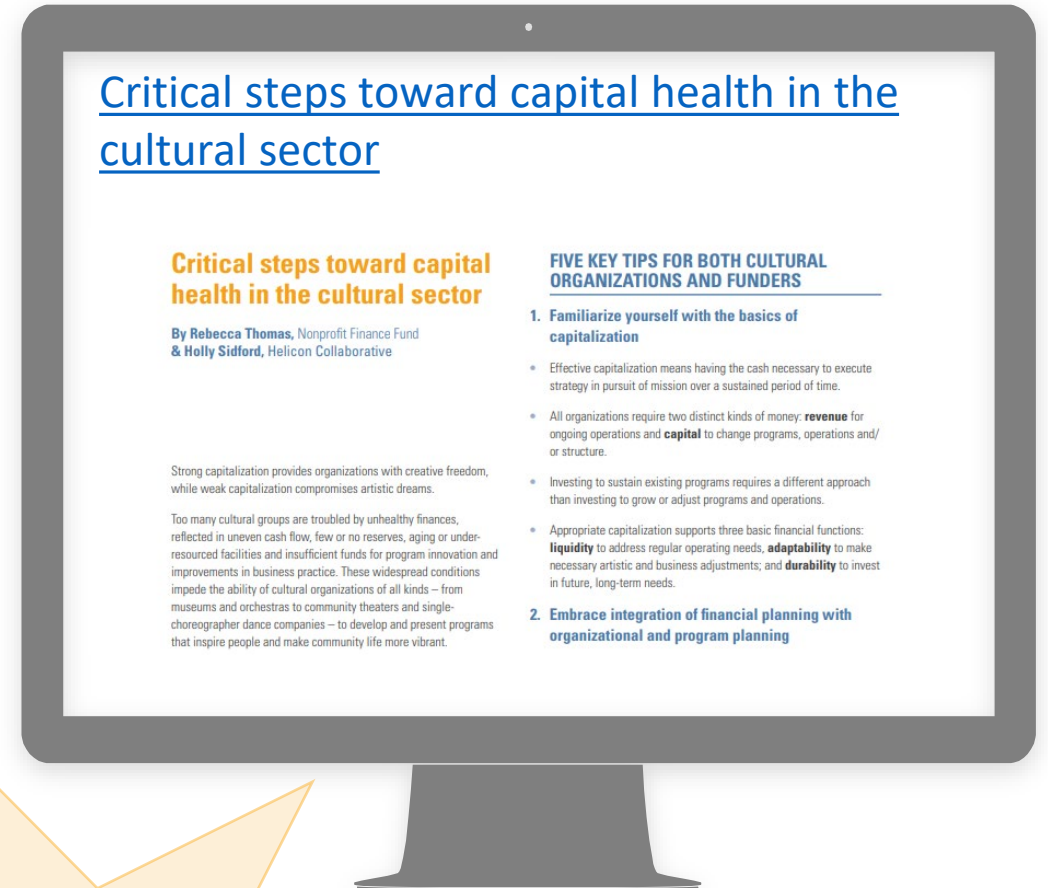 Critical steps toward capital health in the
cultural sector
Critical steps toward capital
health in the cultural sector
By Rebecca Thomas, Nonprofit Finance Fund
& Holly Sidford, Helicon Collaborative
Strong capitalization provides organizations with creative freedom,
while weak capitalization compromises artistic dreams.
Too many cultural groups are troubled by unhealthy finances,
reflected in uneven cash flow, few or no reserves, aging or under-
resourced facilities and insufficient funds for program innovation and
improvements in business practice. These widespread conditions
impede the ability of cultural organizations of all kinds – from
museums and orchestras to community theaters and single-
choreographer dance companies – to develop and present programs
that inspire people and make community life more vibrant.
FIVE KEY TIPS FOR BOTH CULTURAL
ORGANIZATIONS AND FUNDERS
1. Familiarize yourself with the basics of
capitalization
• Effective capitalization means having the cash necessary to execute
strategy in pursuit of mission over a sustained period of time.
• All organizations require two distinct kinds of money: revenue for
ongoing operations and capital to change programs, operations and/
or structure.
• Investing to sustain existing programs requires a different approach
than investing to grow or adjust programs and operations.
• Appropriate capitalization supports three basic financial functions:
liquidity to address regular operating needs, adaptability to make
necessary artistic and business adjustments; and durability to invest
in future, long-term needs.
2. Embrace integration of financial planning with
organizational and program planning